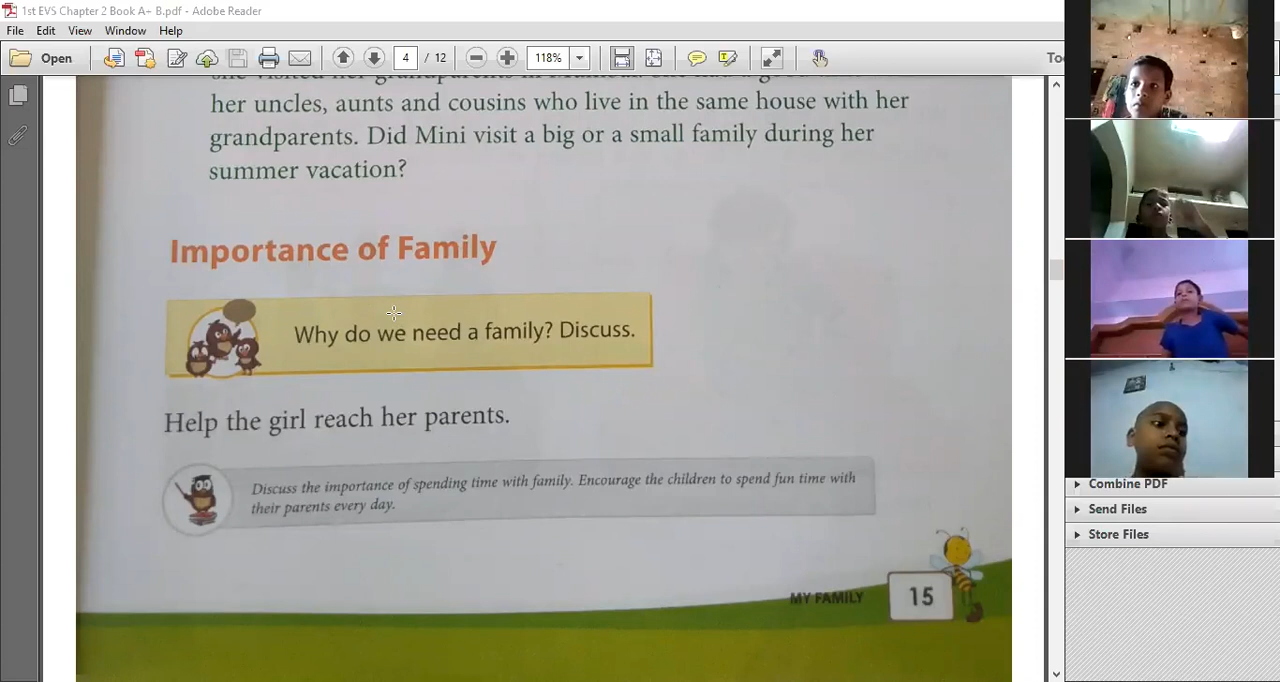 1st EVS Chapter 2 Book A+ B.pdf - Adobe Reader
File Edit View Window Help
Open 4 / 12 118%
her uncles, aunts and cousins who live in the same house with her
grandparents. Did Mini visit a big or a small family during her
summer vacation?
Importance of Family
Why do we need a family? Discuss.
Help the girl reach her parents.
Discuss the importance of spending time with family. Encourage the children to spend fun time with
their parents every day.
MY FAMILY 15
Combine PDF
Send Files
Store Files